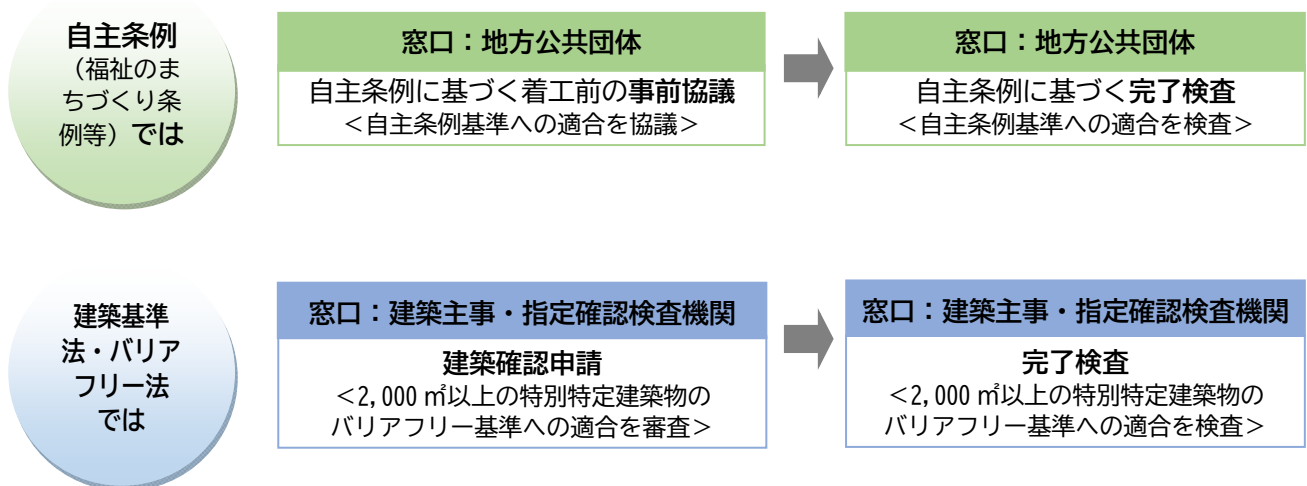 自主条例
（福祉のま
ちづくり条
例等）では
窓口：地方公共団体
自主条例に基づく着工前の事前協議
＜自主条例基準への適合を協議＞
窓口：地方公共団体
自主条例に基づく完了検査
＜自主条例基準への適合を検査＞
建築基準
法・バリア
フリー法
では
窓口：建築主事・指定確認検査機関
建築確認申請
＜2,000 ㎡以上の特別特定建築物の
バリアフリー基準への適合を審査＞
窓口：建築主事・指定確認検査機関
完了検査
＜2,000 ㎡以上の特別特定建築物の
バリアフリー基準への適合を検査＞